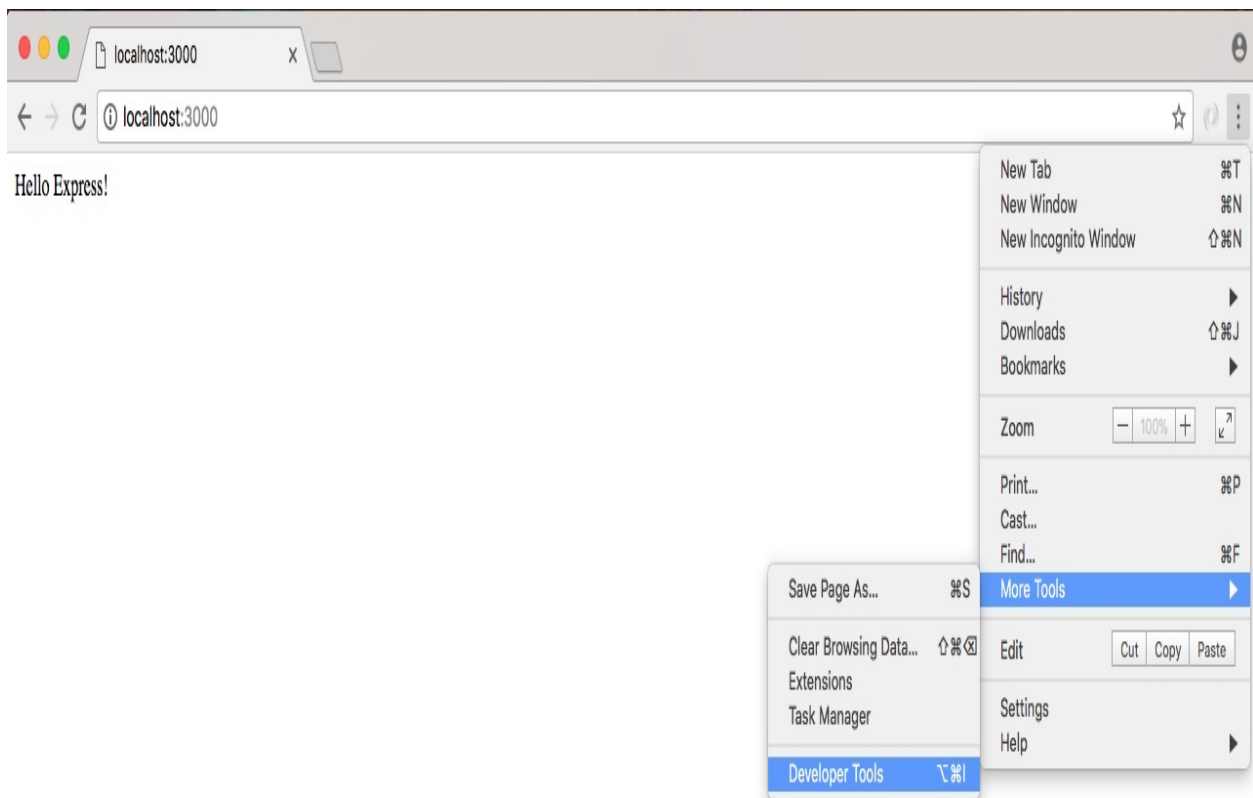 localhost:3000
localhost:3000
Hello Express!
New Tab ⌘T
New Window ⌘N
New Incognito Window ⇧⌘N
History ▶
Downloads ⇧⌘J
Bookmarks ▶
Zoom − 100% +
Print... ⌘P
Cast...
Find... ⌘F
More Tools ▶
Edit Cut Copy Paste
Settings
Help ▶
Save Page As... ⌘S
Clear Browsing Data... ⇧⌘⌫
Extensions
Task Manager
Developer Tools ⌥⌘I